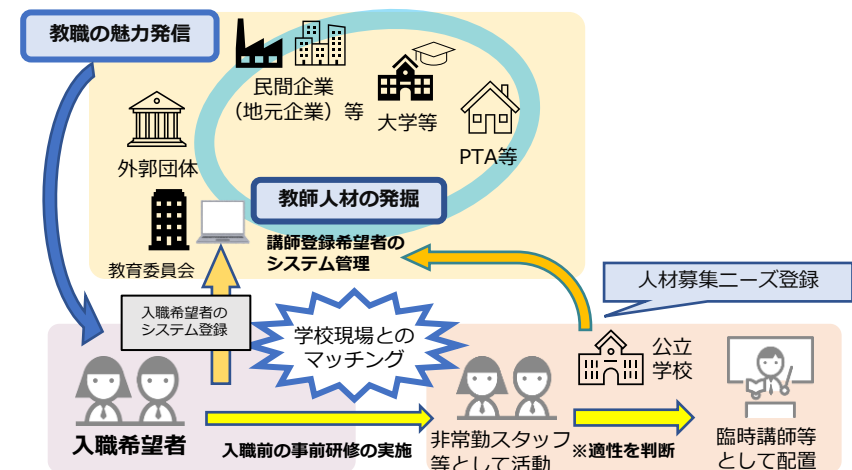 教職の魅力発信
民間企業
（地元企業）等
大学等
PTA等
外郭団体
教師人材の発掘
教育委員会
講師登録希望者の
システム管理
人材募集ニーズ登録
入職希望者の
システム登録
学校現場との
マッチング
公立
学校
入職希望者
入職前の事前研修の実施
非常勤スタッフ
等として活動
※適性を判断
臨時講師等
として配置